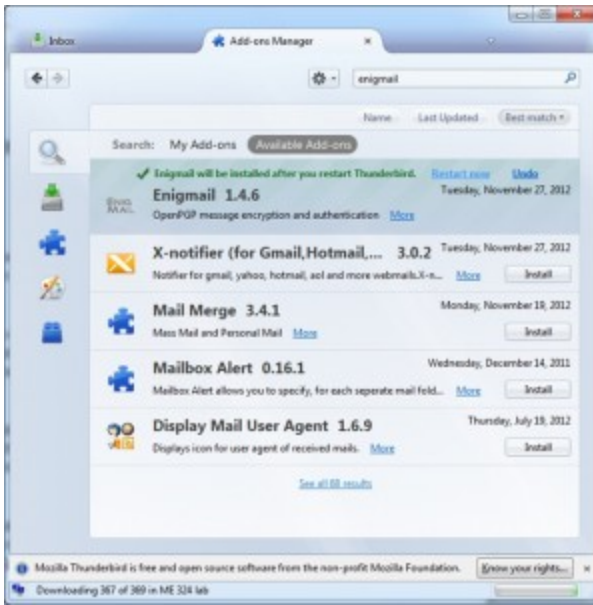 Inbox
Add-ons Manager
enigmail
Name Last Updated Best match
Search: My Add-ons Available Add-ons
Enigmail will be installed after you restart Thunderbird. Restart now Undo
ENIG MAIL
Enigmail 1.4.6 Tuesday, November 27, 2012
OpenPGP message encryption and authentication More
X-notifier (for Gmail,Hotmail,... 3.0.2 Tuesday, November 27, 2012
Notifier for gmail, yahoo, hotmail, aol and more webmails.X-n... More Install
Mail Merge 3.4.1 Monday, November 19, 2012
Mass Mail and Personal Mail More Install
Mailbox Alert 0.16.1 Wednesday, December 14, 2011
Mailbox Alert allows you to specify, for each seperate mail fold... More Install
Display Mail User Agent 1.6.9 Thursday, July 19, 2012
Displays icon for user agent of received mails. More Install
See all 68 results
Mozilla Thunderbird is free and open source software from the non-profit Mozilla Foundation. Know your rights...
Downloading 367 of 369 in ME 324 lab